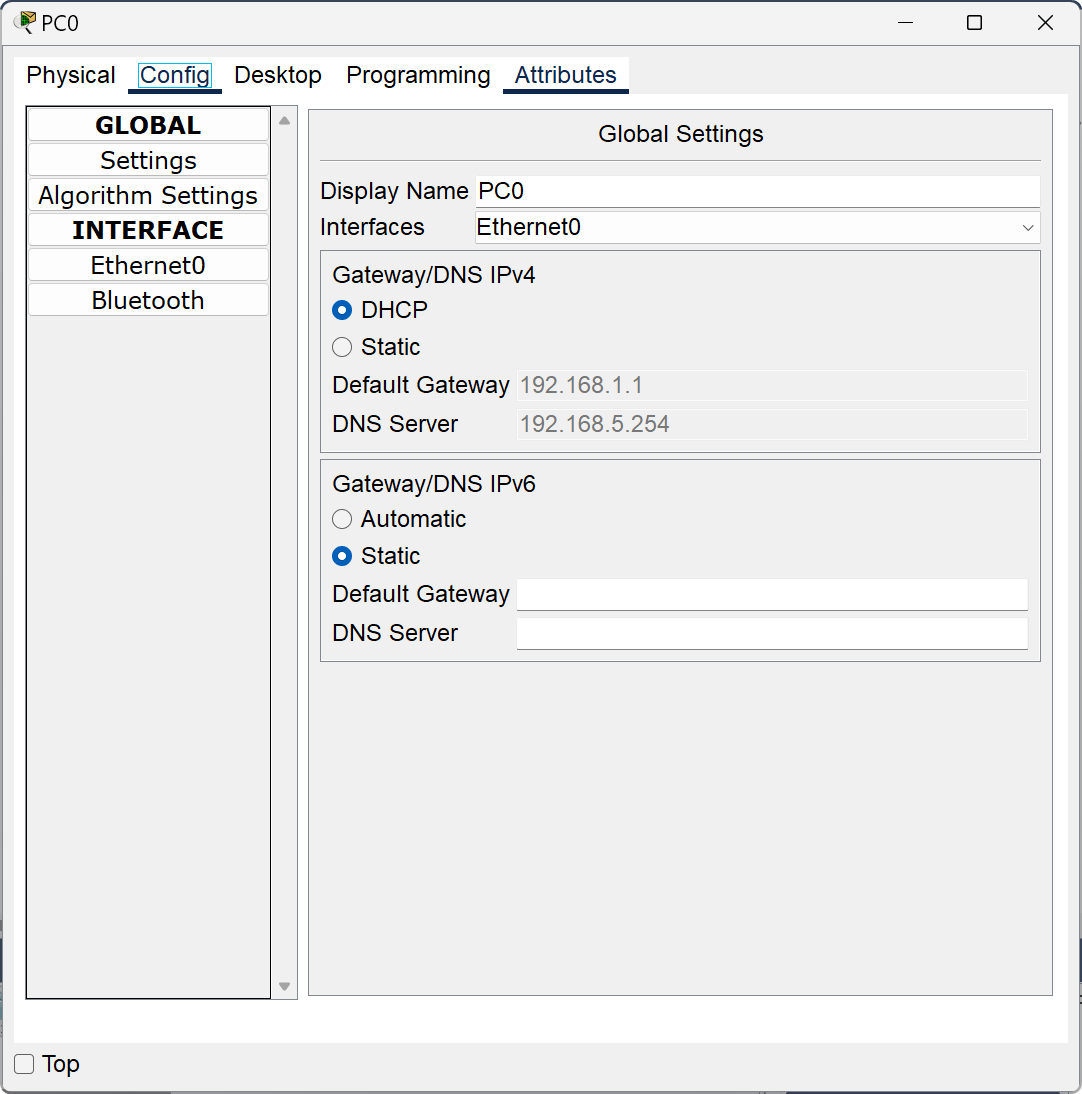 PC0
Physical Config Desktop Programming Attributes
GLOBAL
Settings
Algorithm Settings
INTERFACE
Ethernet0
Bluetooth
Global Settings
Display Name PC0
Interfaces Ethernet0
Gateway/DNS IPv4
DHCP
Static
Default Gateway 192.168.1.1
DNS Server 192.168.5.254
Gateway/DNS IPv6
Automatic
Static
Default Gateway
DNS Server
Top